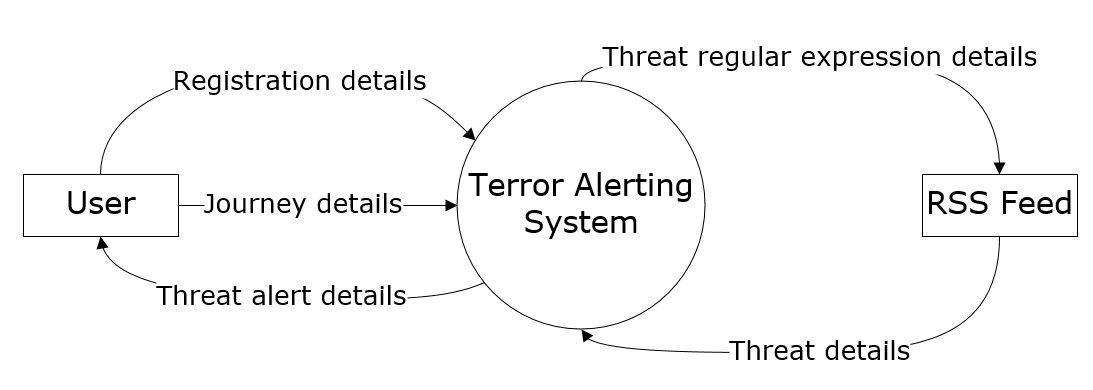 Threat regular expression details
Registration details
Terror Alerting
System
User
Journey details
RSS Feed
Threat alert details
Threat details